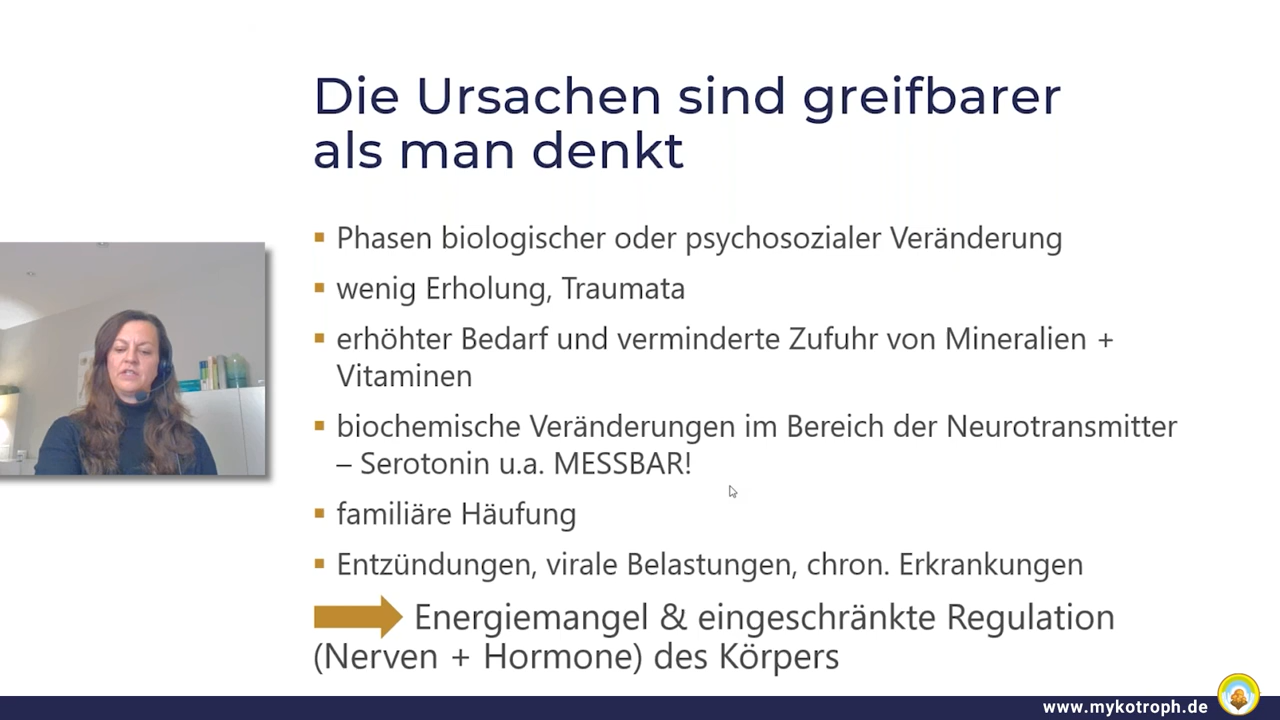 Die Ursachen sind greifbarer
als man denkt
▪ Phasen biologischer oder psychosozialer Veränderung
▪ wenig Erholung, Traumata
▪ erhöhter Bedarf und verminderte Zufuhr von Mineralien +
Vitaminen
▪ biochemische Veränderungen im Bereich der Neurotransmitter
– Serotonin u.a. MESSBAR!
▪ familiäre Häufung
▪ Entzündungen, virale Belastungen, chron. Erkrankungen
Energiemangel & eingeschränkte Regulation
(Nerven + Hormone) des Körpers
www.mykotroph.de